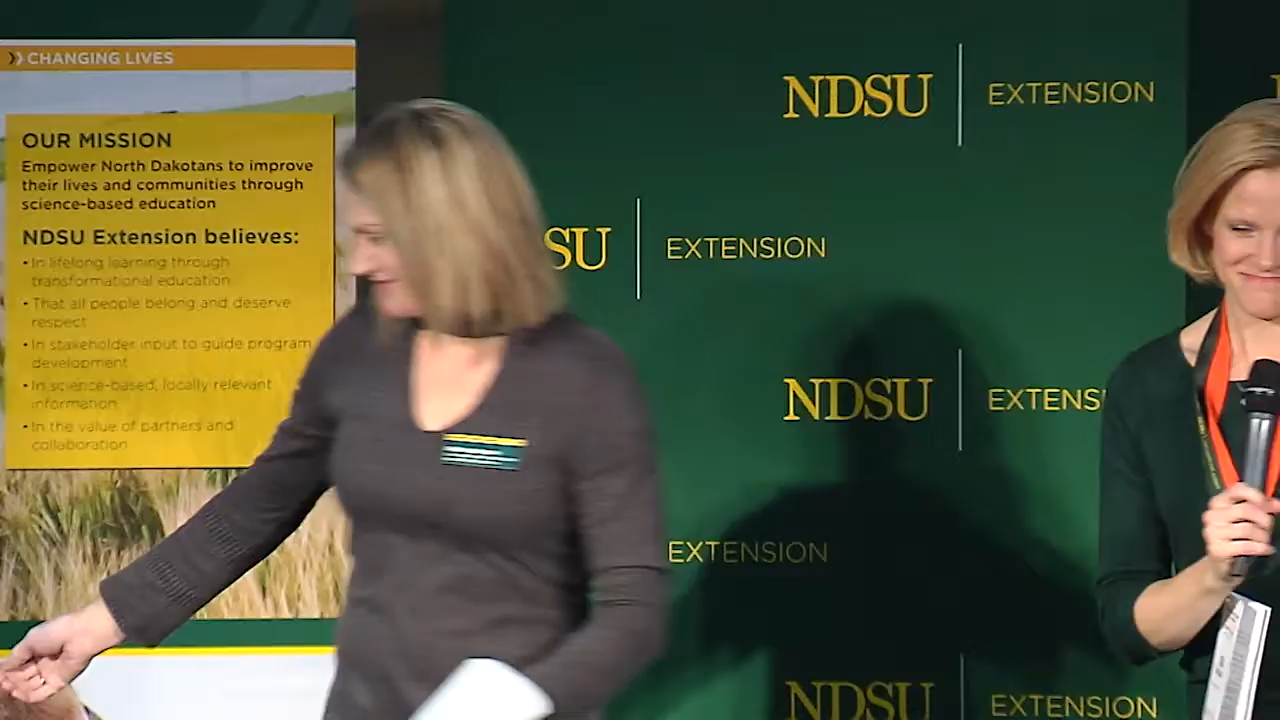 CHANGING LIVES
OUR MISSION
Empower North Dakotans to improve
their lives and communities through
science-based education
NDSU Extension believes:
• In lifelong learning through
transformational education
• That all people belong and deserve
respect
• In stakeholder input to guide program
development
• In science-based, locally relevant
information
• In the value of partners and
collaboration
NDSU EXTENSION
SU EXTENSION
NDSU EXTENS
EXTENSION
NDSU EXTENSION